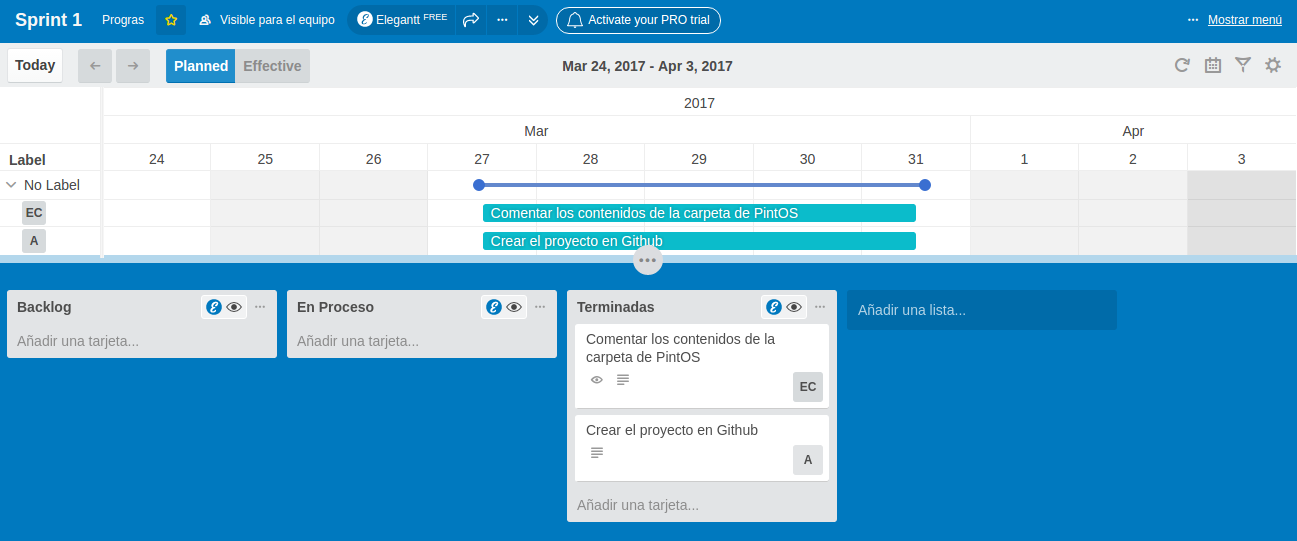 Sprint 1 Progras Visible para el equipo Elegantt FREE Activate your PRO trial Mostrar menú
Today Planned Effective Mar 24, 2017 - Apr 3, 2017
2017
Mar Apr
Label 24 25 26 27 28 29 30 31 1 2 3
No Label
EC Comentar los contenidos de la carpeta de PintOS
A Crear el proyecto en Github
Backlog En Proceso Terminadas Añadir una lista...
Añadir una tarjeta... Añadir una tarjeta...
Comentar los contenidos de la
carpeta de PintOS
EC
Crear el proyecto en Github
A
Añadir una tarjeta...